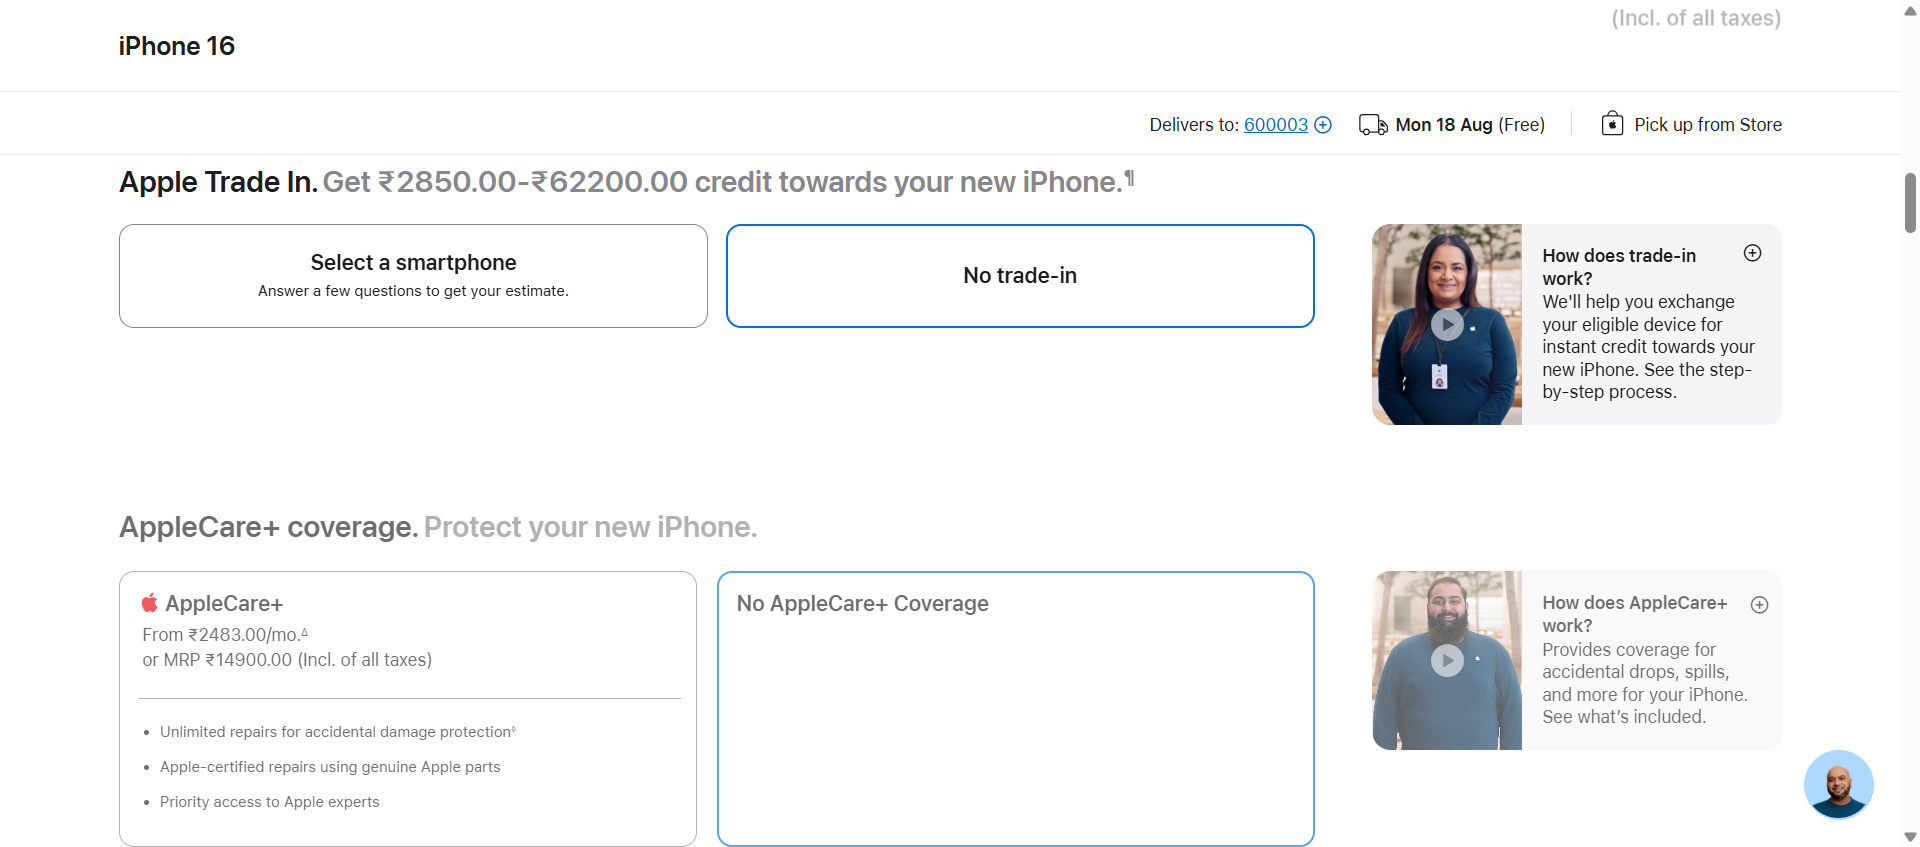 (Incl. of all taxes)
iPhone 16
Delivers to: 600003
Mon 18 Aug (Free)
Pick up from Store
Apple Trade In. Get ₹2850.00-₹62200.00 credit towards your new iPhone.¶
Select a smartphone
Answer a few questions to get your estimate.
No trade-in
How does trade-in
work?
We'll help you exchange
your eligible device for
instant credit towards your
new iPhone. See the step-
by-step process.
AppleCare+ coverage. Protect your new iPhone.
AppleCare+
From ₹2483.00/mo.∆
or MRP ₹14900.00 (Incl. of all taxes)
• Unlimited repairs for accidental damage protection◊
• Apple-certified repairs using genuine Apple parts
• Priority access to Apple experts
No AppleCare+ Coverage
How does AppleCare+
work?
Provides coverage for
accidental drops, spills,
and more for your iPhone.
See what’s included.